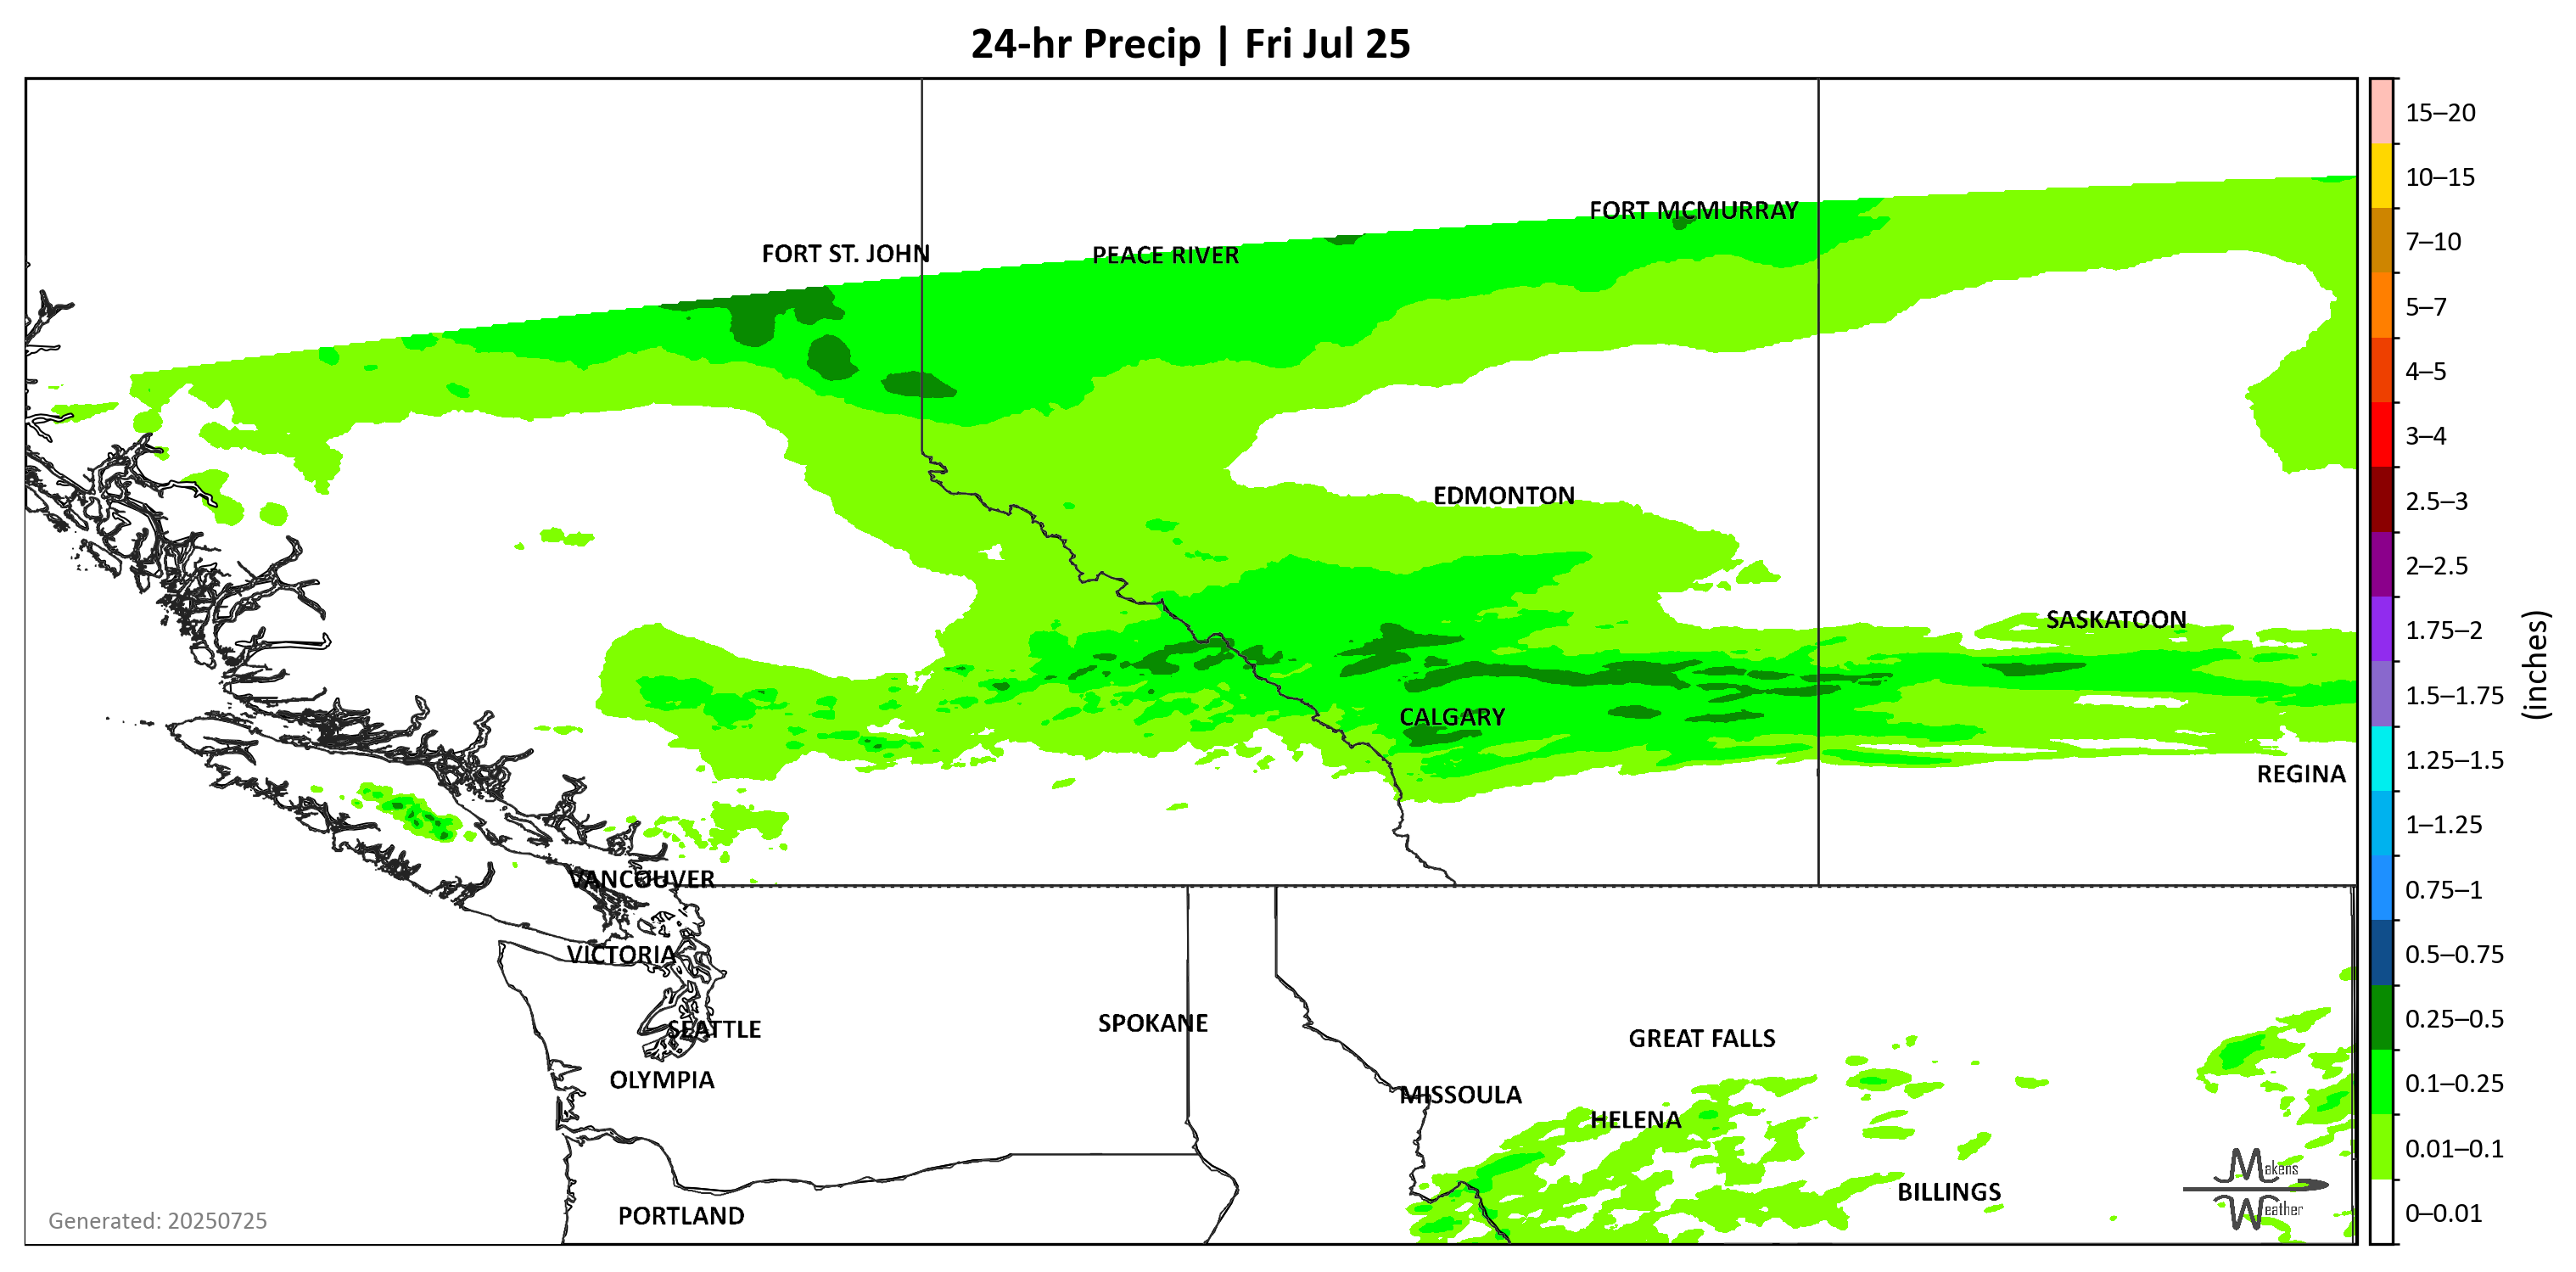 24-hr Precip | Fri Jul 25
15–20
10–15
7–10
5–7
4–5
3–4
2.5–3
2–2.5
1.75–2
1.5–1.75
1.25–1.5
1–1.25
0.75–1
0.5–0.75
0.25–0.5
0.1–0.25
0.01–0.1
0–0.01
(inches)
FORT MCMURRAY
FORT ST. JOHN
PEACE RIVER
EDMONTON
SASKATOON
CALGARY
REGINA
VANCOUVER
VICTORIA
SEATTLE
SPOKANE
GREAT FALLS
OLYMPIA
MISSOULA
HELENA
BILLINGS
PORTLAND
Makens
Weather
Generated: 20250725